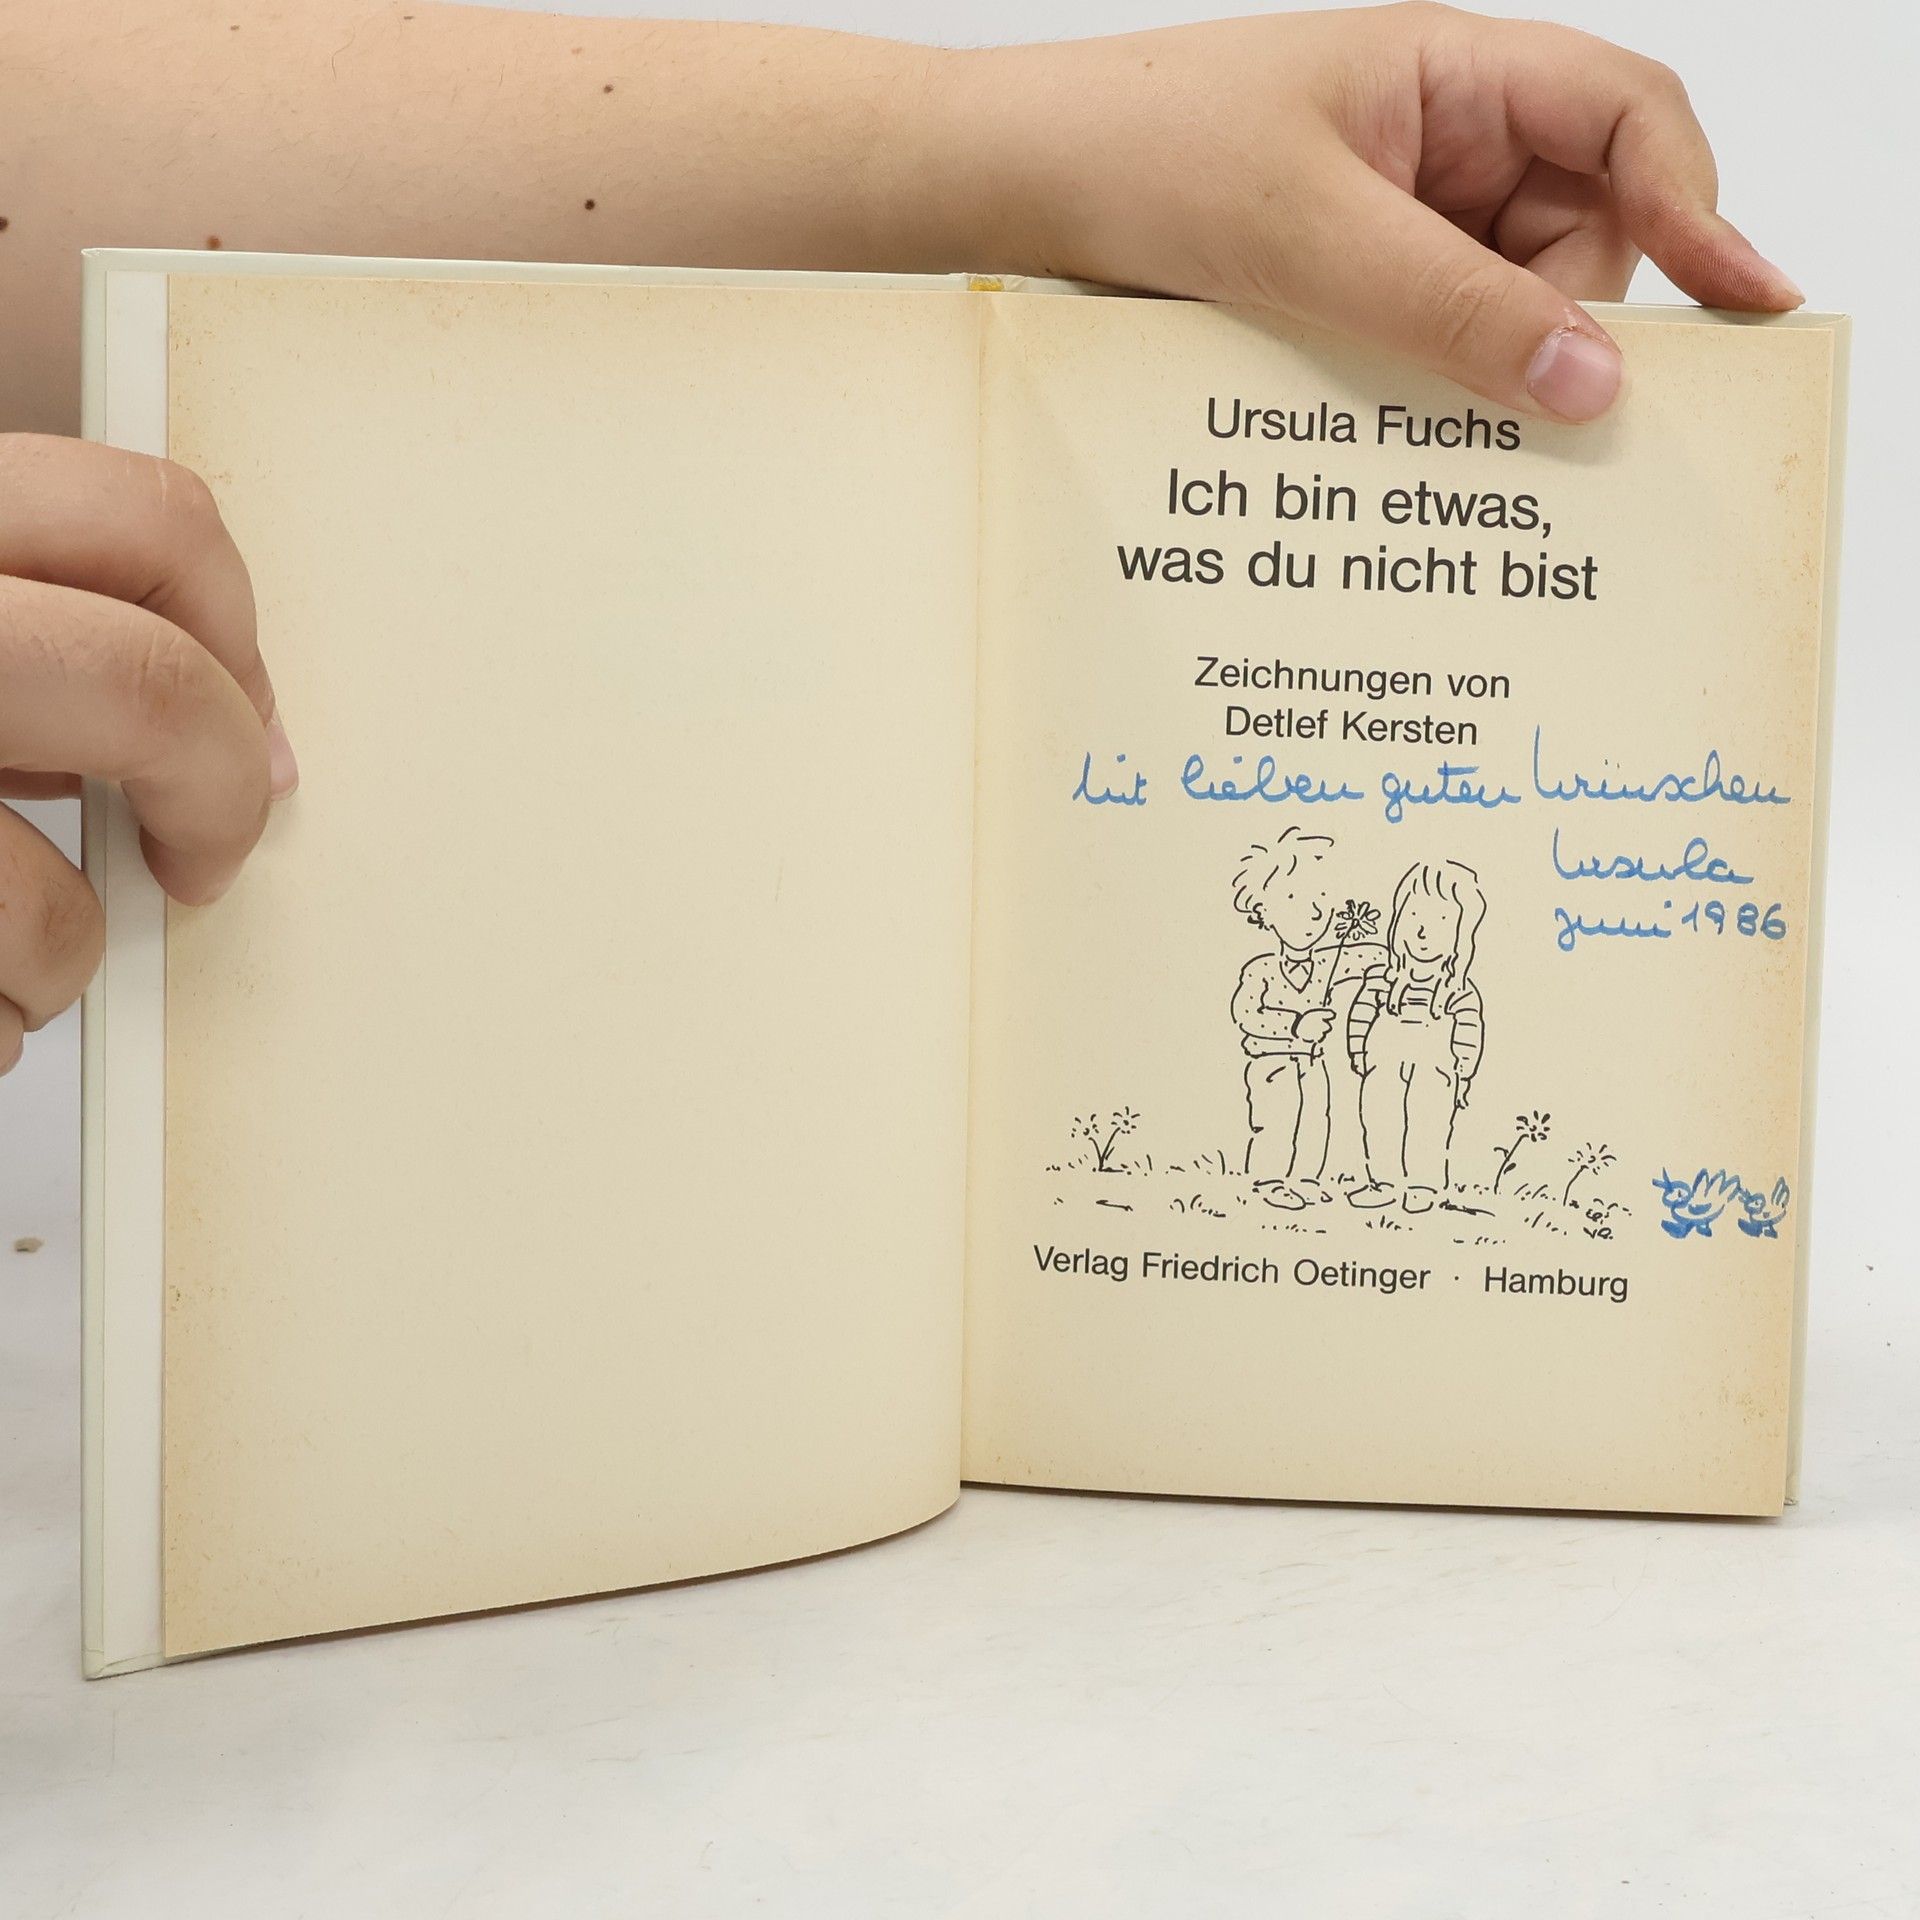 Ursula Fuchs
Ich bin etwas,
was du nicht bist
Zeichnungen von
Detlef Kersten
Mit lieben guten Wünschen
Ursula
Juni 1986
Verlag Friedrich Oetinger · Hamburg